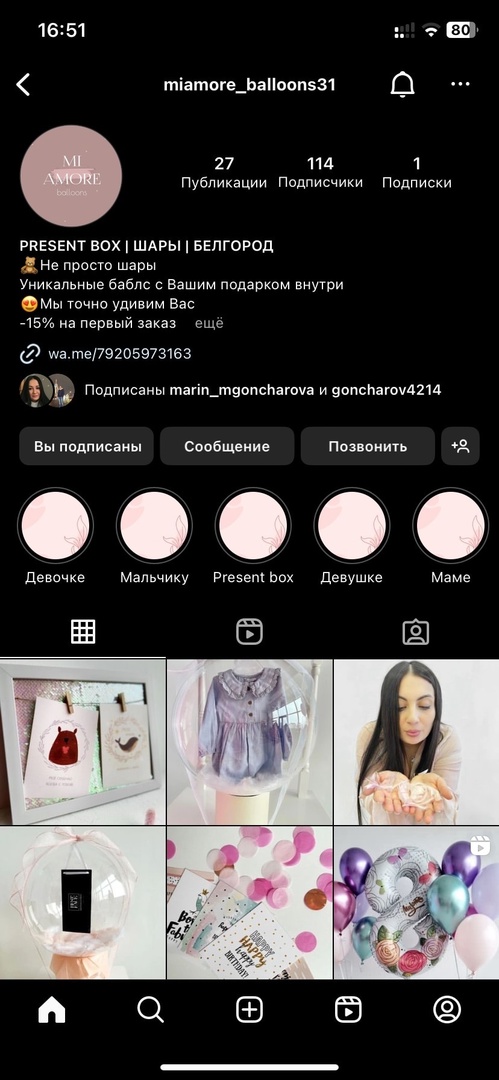 16:51
80
miamore_balloons31
MI
AMORE
balloons
27
Публикации
114
Подписчики
1
Подписки
PRESENT BOX | ШАРЫ | БЕЛГОРОД
🧸Не просто шары
Уникальные баблс с Вашим подарком внутри
😍Мы точно удивим Вас
-15% на первый заказ ещё
wa.me/79205973163
Подписаны marin_mgoncharova и goncharov4214
Вы подписаны
Сообщение
Позвонить
Девочке
Мальчику
Present box
Девушке
Маме
HAPPY
BIRTHDAY!